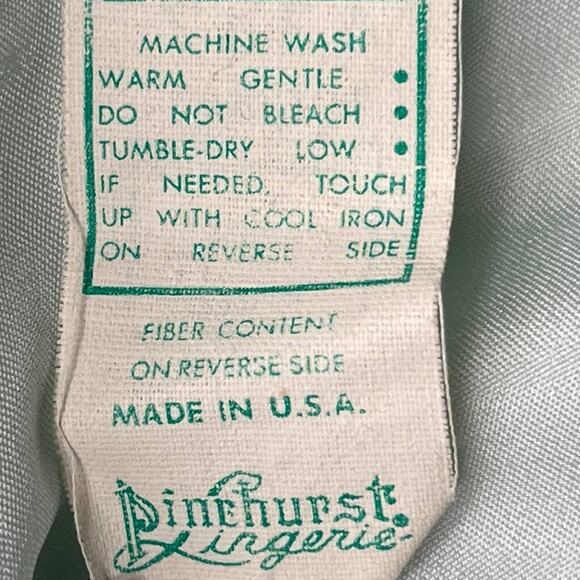 MACHINE WASH
WARM GENTLE •
DO NOT BLEACH •
TUMBLE-DRY LOW •
IF NEEDED, TOUCH
UP WITH COOL IRON
ON REVERSE SIDE
FIBER CONTENT
ON REVERSE SIDE
MADE IN U.S.A.
Pinehurst
Lingerie